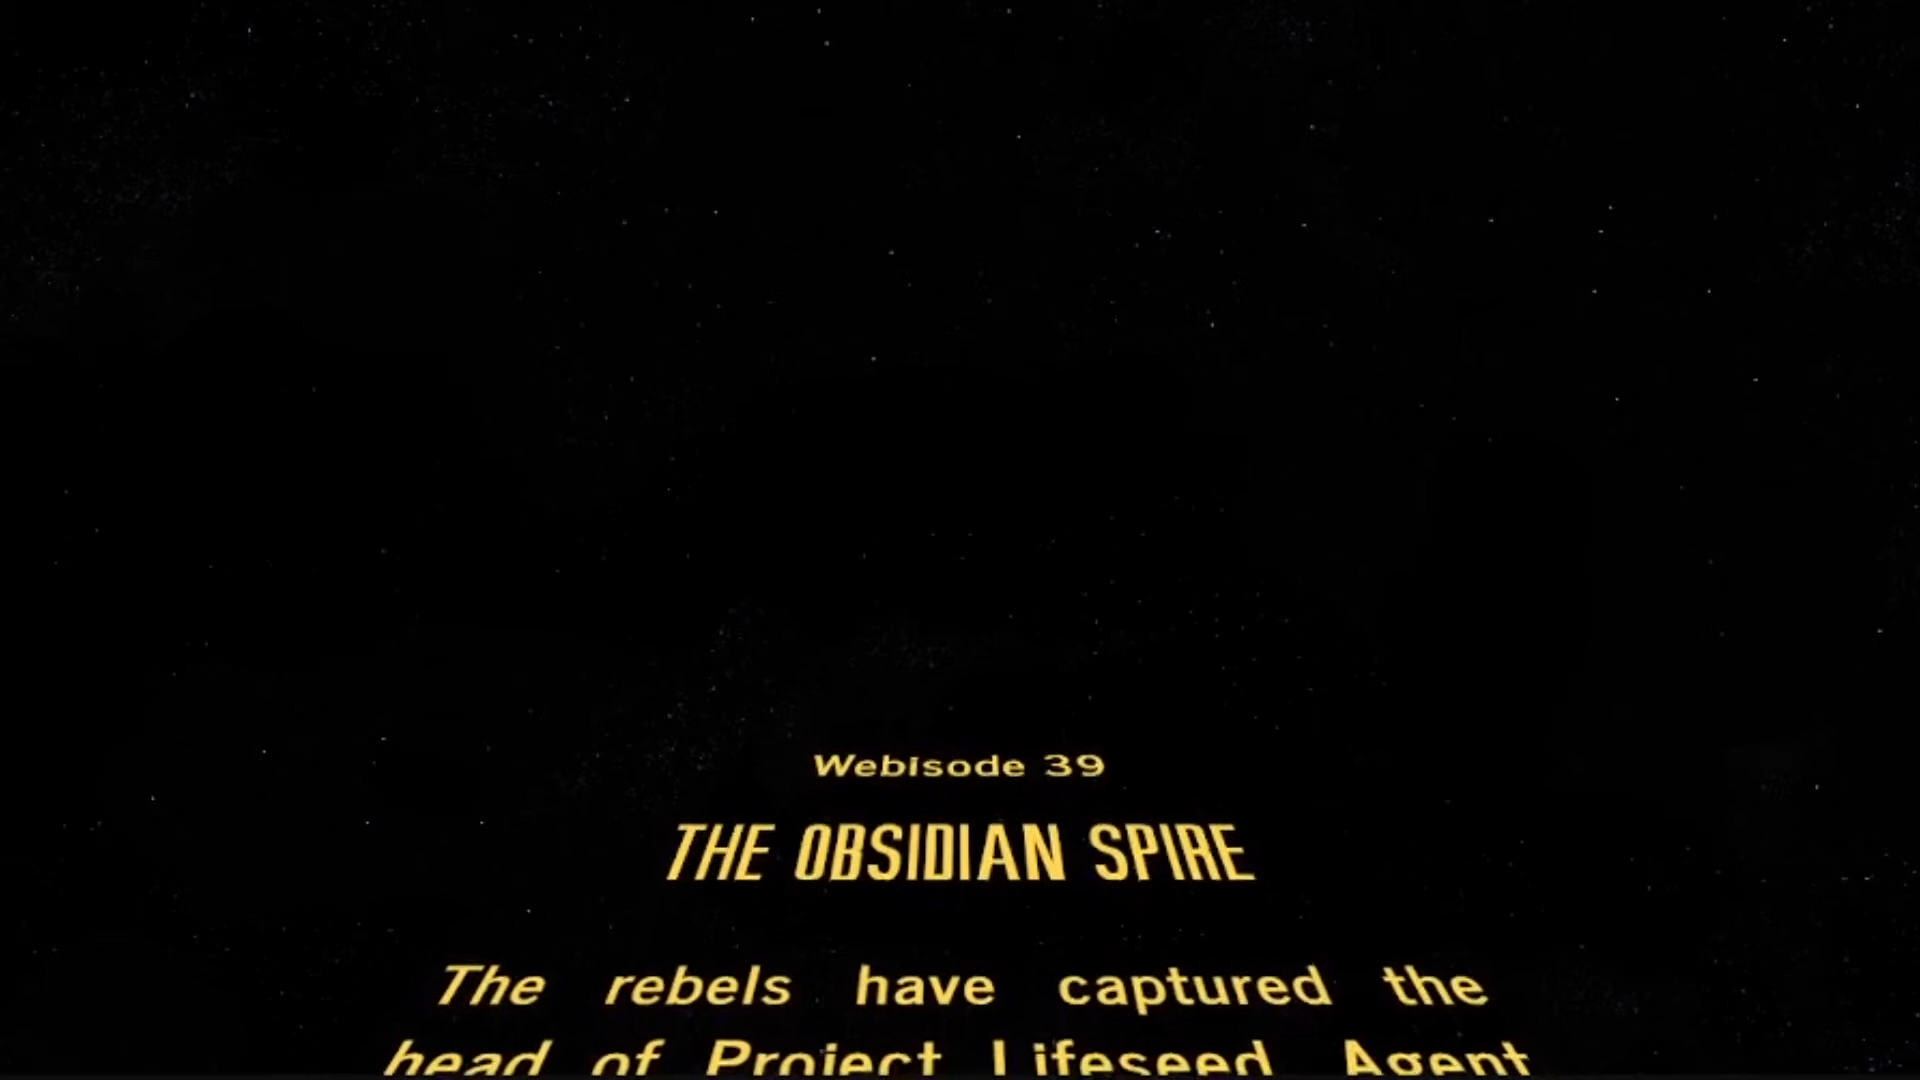 Webisode 39
THE OBSIDIAN SPIRE
The rebels have captured the
head of Project Lifeseed Agent